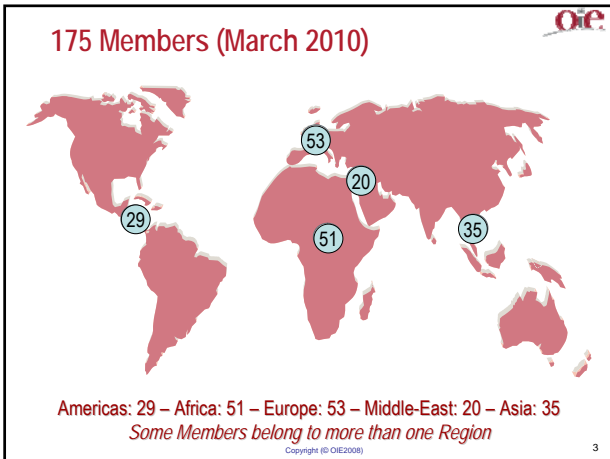 oie
175 Members (March 2010)
53
20
29
51
35
Americas: 29 – Africa: 51 – Europe: 53 – Middle-East: 20 – Asia: 35
Some Members belong to more than one Region
Copyright (© OIE2008)
3